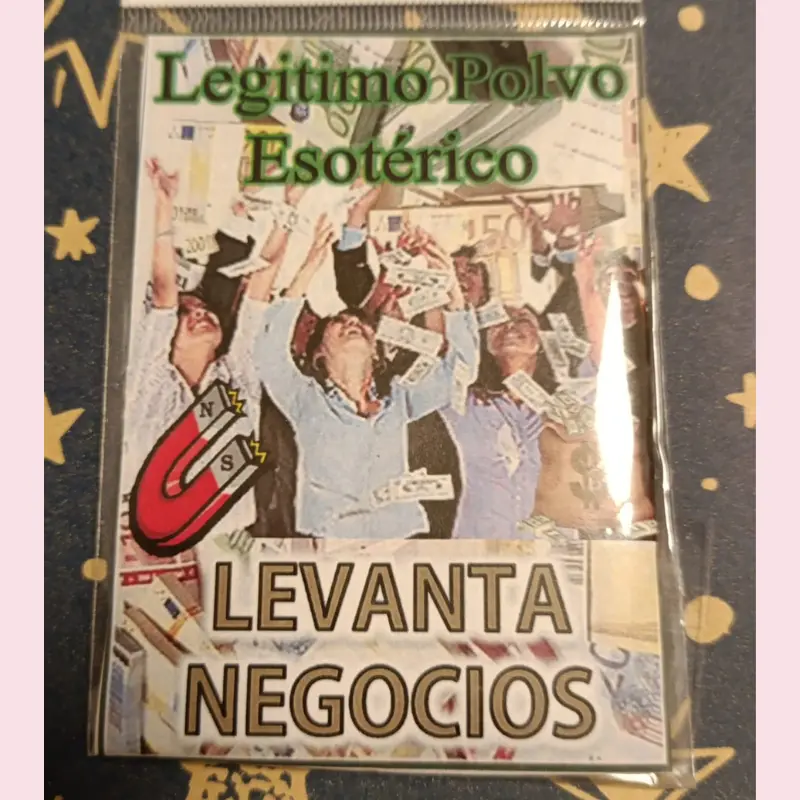 Legitimo Polvo
Esotérico
N
S
LEVANTA
NEGOCIOS